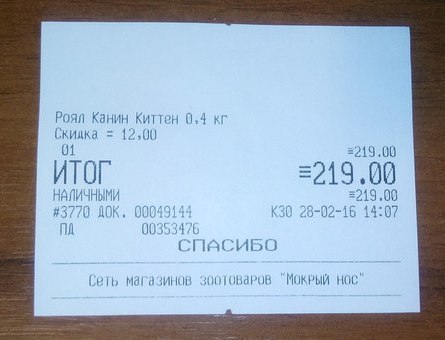 Роял Канин Киттен 0,4 кг
Скидка = 12,00
01 ≡219.00
ИТОГ ≡219.00
НАЛИЧНЫМИ ≡219.00
#3770 ДОК. 00049144 К30 28-02-16 14:07
ПД 00353476
СПАСИБО
Сеть магазинов зоотоваров "Мокрый нос"